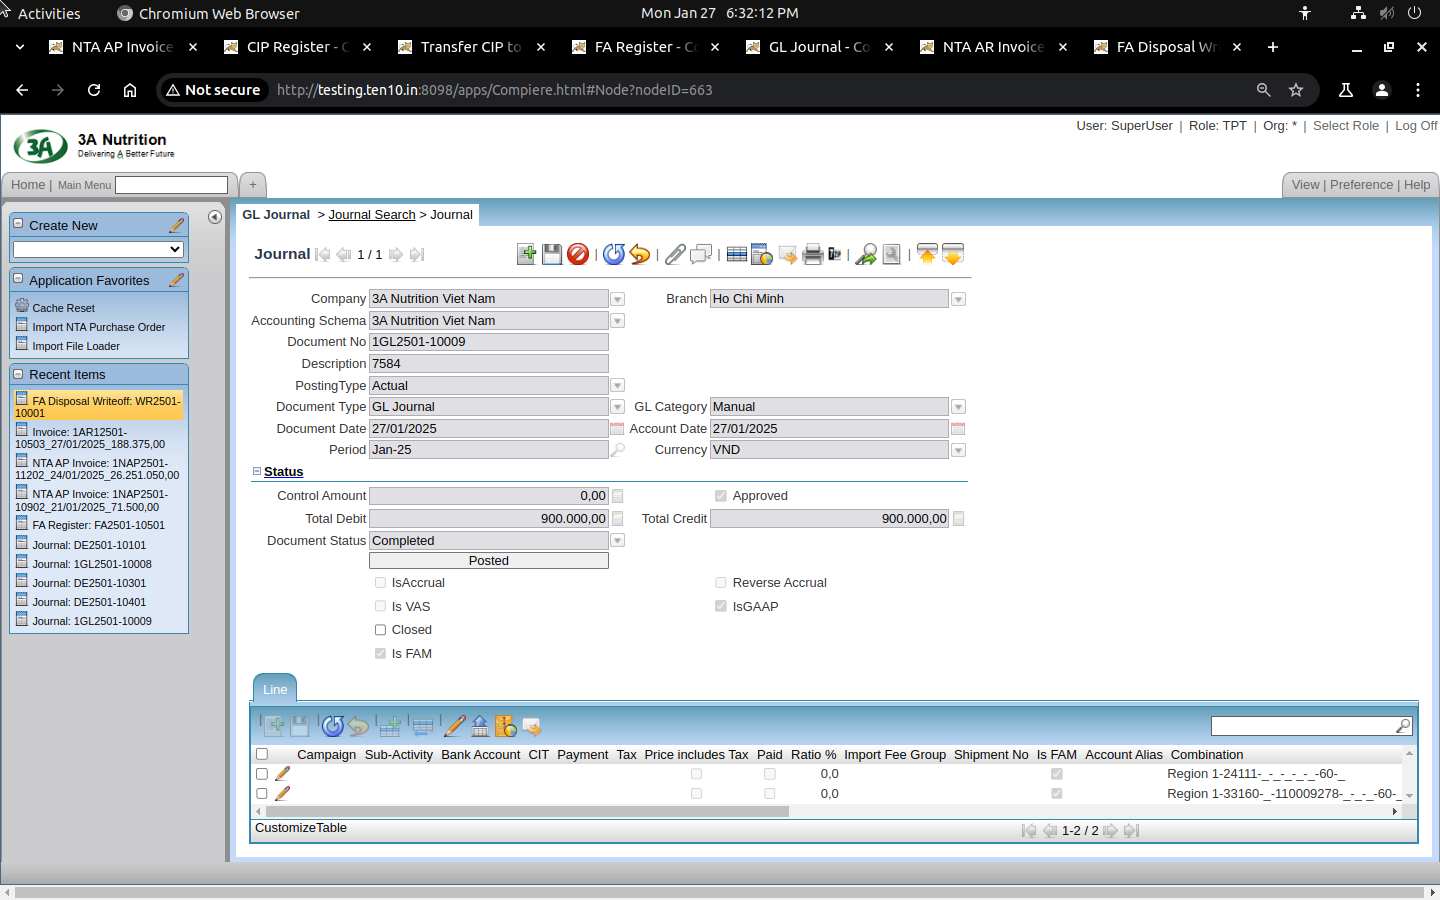 Activities
Chromium Web Browser
Mon Jan 27 6:32:12 PM
NTA AP Invoice
CIP Register - C
Transfer CIP to
FA Register - Co
GL Journal - Co
NTA AR Invoice
FA Disposal Wr
Not secure
http://testing.ten10.in:8098/apps/Compiere.html#Node?nodeID=663
3A
3A Nutrition
Delivering A Better Future
User: SuperUser | Role: TPT | Org: * | Select Role | Log Off
Home | Main Menu
+
View | Preference | Help
Create New
Application Favorites
Cache Reset
Import NTA Purchase Order
Import File Loader
Recent Items
FA Disposal Writeoff: WR2501-
10001
Invoice: 1AR12501-
10503_27/01/2025_188.375,00
NTA AP Invoice: 1NAP2501-
11202_24/01/2025_26.251.050,00
NTA AP Invoice: 1NAP2501-
10902_21/01/2025_71.500,00
FA Register: FA2501-10501
Journal: DE2501-10101
Journal: 1GL2501-10008
Journal: DE2501-10301
Journal: DE2501-10401
Journal: 1GL2501-10009
GL Journal > Journal Search > Journal
Journal 1 / 1
Company 3A Nutrition Viet Nam
Branch Ho Chi Minh
Accounting Schema 3A Nutrition Viet Nam
Document No 1GL2501-10009
Description 7584
PostingType Actual
Document Type GL Journal
GL Category Manual
Document Date 27/01/2025
Account Date 27/01/2025
Period Jan-25
Currency VND
Status
Control Amount 0,00
Approved
Total Debit 900.000,00
Total Credit 900.000,00
Document Status Completed
Posted
IsAccrual
Reverse Accrual
Is VAS
IsGAAP
Closed
Is FAM
Line
Campaign Sub-Activity Bank Account CIT Payment Tax Price includes Tax Paid Ratio % Import Fee Group Shipment No Is FAM Account Alias Combination
0,0 Region 1-24111-_-_-_-_-_-60-_
0,0 Region 1-33160-_-110009278-_-_-_-60-_
CustomizeTable
1-2 / 2